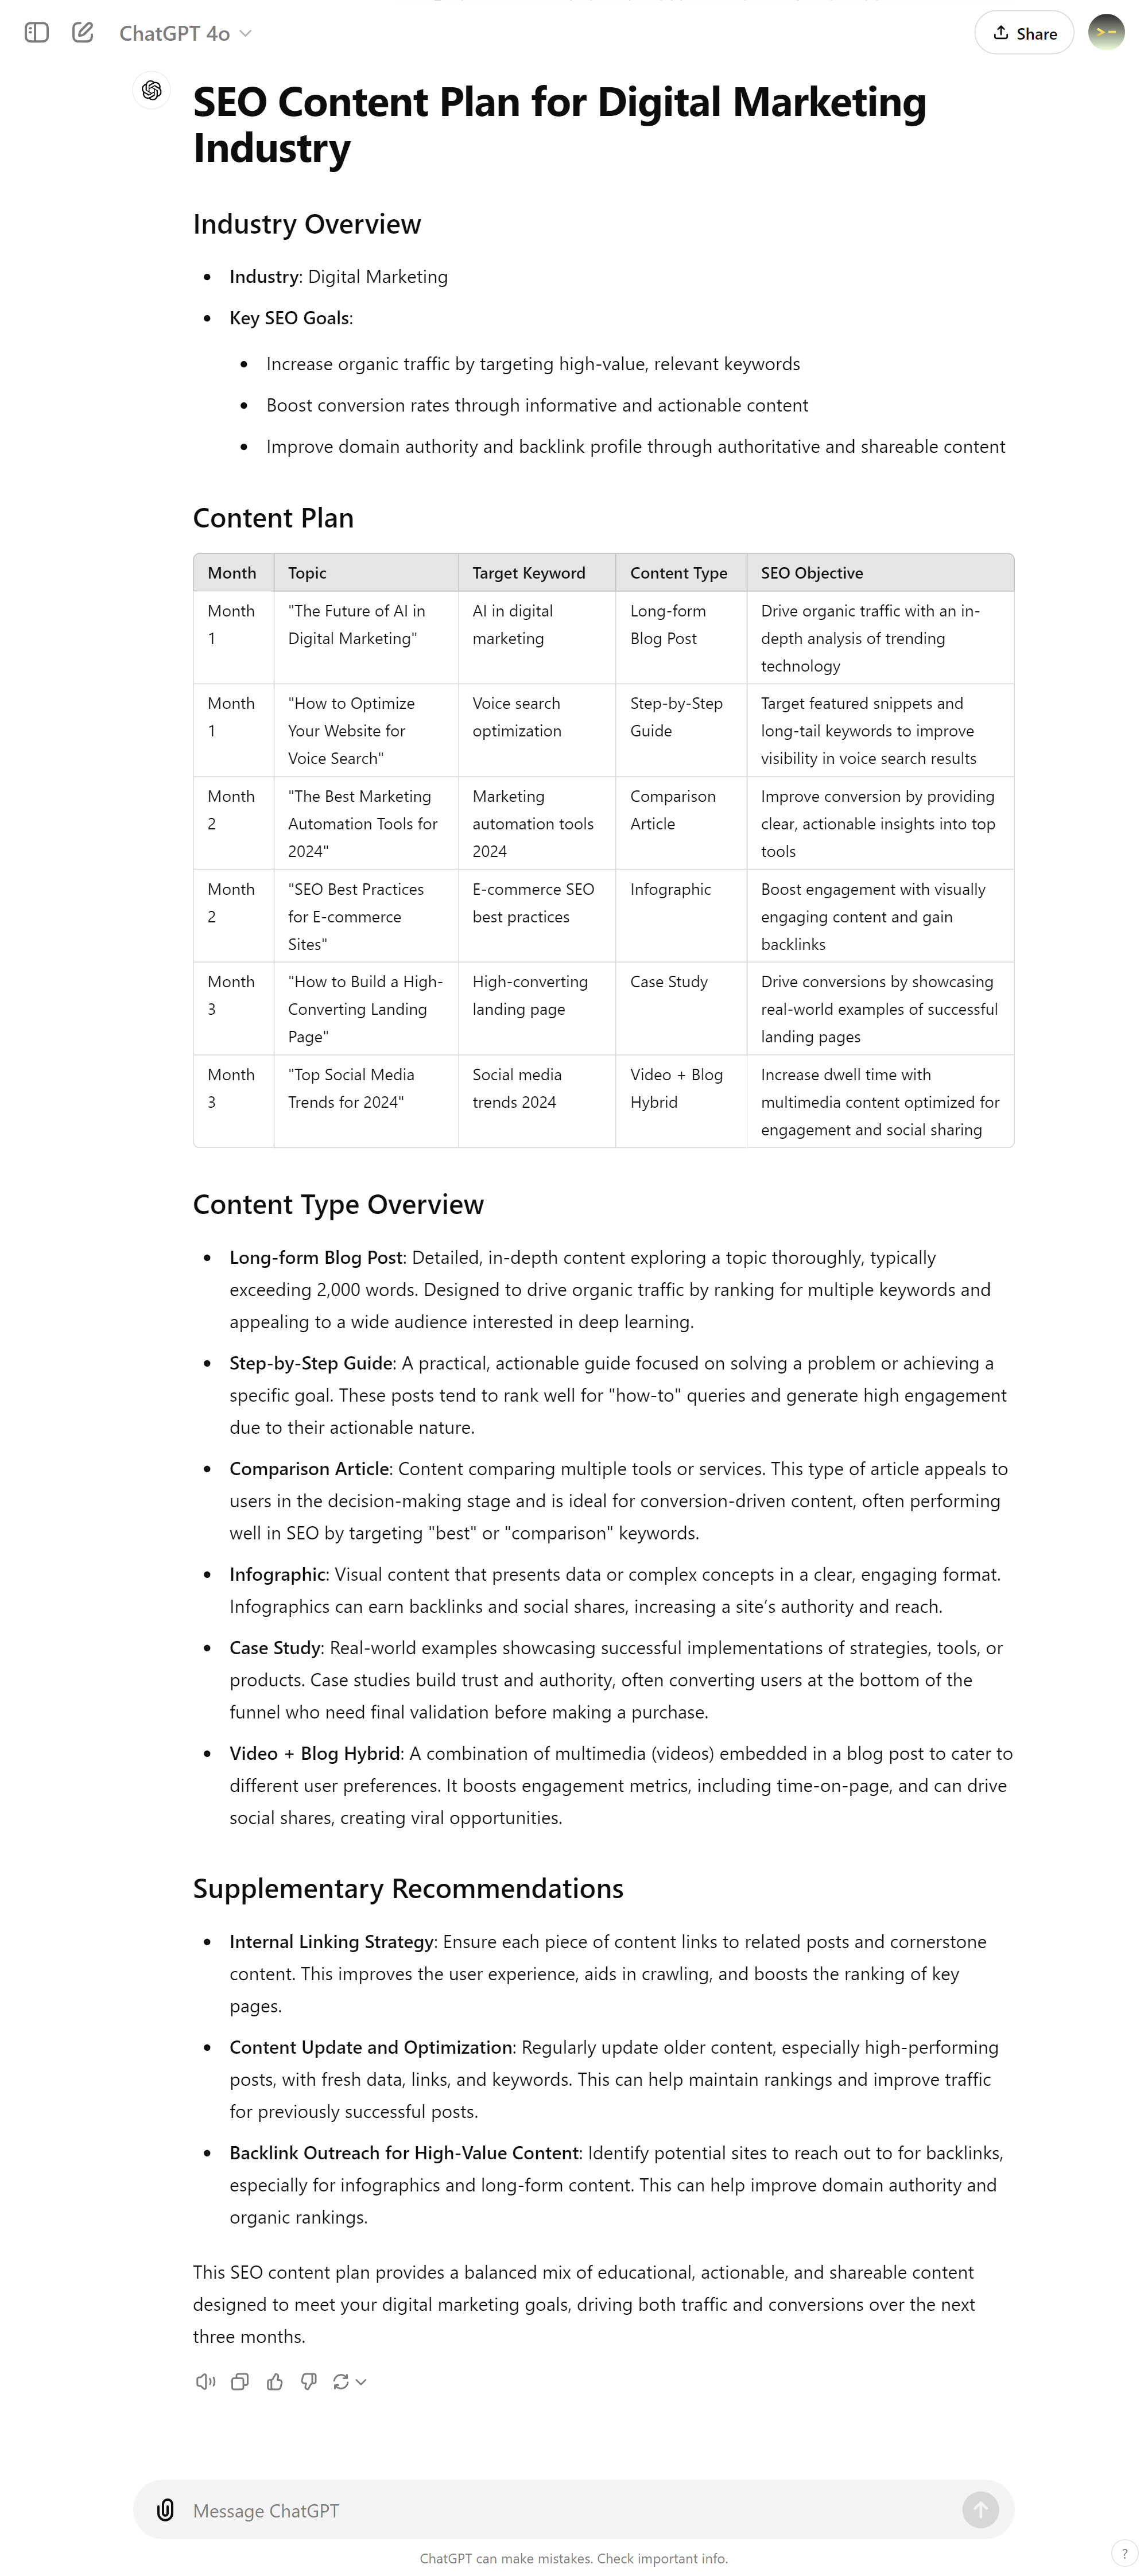 ChatGPT 4o
Share
SEO Content Plan for Digital Marketing
Industry
Industry Overview
Industry: Digital Marketing
Key SEO Goals:
Increase organic traffic by targeting high-value, relevant keywords
Boost conversion rates through informative and actionable content
Improve domain authority and backlink profile through authoritative and shareable content
Content Plan
Month Topic Target Keyword Content Type SEO Objective
Month "The Future of AI in AI in digital Long-form Drive organic traffic with an in-
1 Digital Marketing" marketing Blog Post depth analysis of trending
technology
Month "How to Optimize Voice search Step-by-Step Target featured snippets and
1 Your Website for optimization Guide long-tail keywords to improve
Voice Search" visibility in voice search results
Month "The Best Marketing Marketing Comparison Improve conversion by providing
2 Automation Tools for automation tools Article clear, actionable insights into top
2024" 2024 tools
Month "SEO Best Practices E-commerce SEO Infographic Boost engagement with visually
2 for E-commerce best practices engaging content and gain
Sites" backlinks
Month "How to Build a High- High-converting Case Study Drive conversions by showcasing
3 Converting Landing landing page real-world examples of successful
Page" landing pages
Month "Top Social Media Social media Video + Blog Increase dwell time with
3 Trends for 2024" trends 2024 Hybrid multimedia content optimized for
engagement and social sharing
Content Type Overview
Long-form Blog Post: Detailed, in-depth content exploring a topic thoroughly, typically
exceeding 2,000 words. Designed to drive organic traffic by ranking for multiple keywords and
appealing to a wide audience interested in deep learning.
Step-by-Step Guide: A practical, actionable guide focused on solving a problem or achieving a
specific goal. These posts tend to rank well for "how-to" queries and generate high engagement
due to their actionable nature.
Comparison Article: Content comparing multiple tools or services. This type of article appeals to
users in the decision-making stage and is ideal for conversion-driven content, often performing
well in SEO by targeting "best" or "comparison" keywords.
Infographic: Visual content that presents data or complex concepts in a clear, engaging format.
Infographics can earn backlinks and social shares, increasing a site’s authority and reach.
Case Study: Real-world examples showcasing successful implementations of strategies, tools, or
products. Case studies build trust and authority, often converting users at the bottom of the
funnel who need final validation before making a purchase.
Video + Blog Hybrid: A combination of multimedia (videos) embedded in a blog post to cater to
different user preferences. It boosts engagement metrics, including time-on-page, and can drive
social shares, creating viral opportunities.
Supplementary Recommendations
Internal Linking Strategy: Ensure each piece of content links to related posts and cornerstone
content. This improves the user experience, aids in crawling, and boosts the ranking of key
pages.
Content Update and Optimization: Regularly update older content, especially high-performing
posts, with fresh data, links, and keywords. This can help maintain rankings and improve traffic
for previously successful posts.
Backlink Outreach for High-Value Content: Identify potential sites to reach out to for backlinks,
especially for infographics and long-form content. This can help improve domain authority and
organic rankings.
This SEO content plan provides a balanced mix of educational, actionable, and shareable content
designed to meet your digital marketing goals, driving both traffic and conversions over the next
three months.
Message ChatGPT
ChatGPT can make mistakes. Check important info.
?